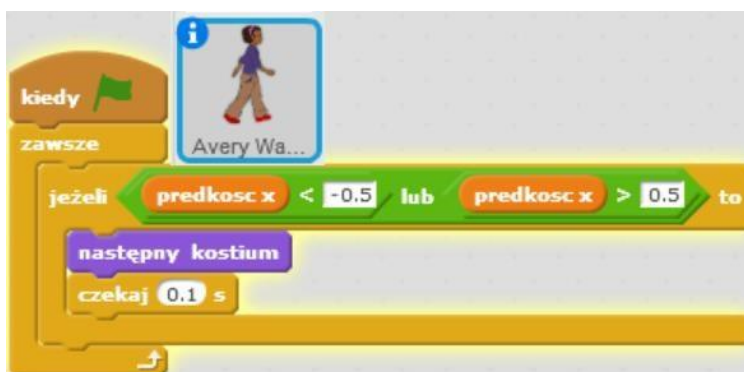 i
Avery Wa...
kiedy
zawsze
jeżeli predkosc x < -0.5 lub predkosc x > 0.5 to
następny kostium
czekaj 0.1 s